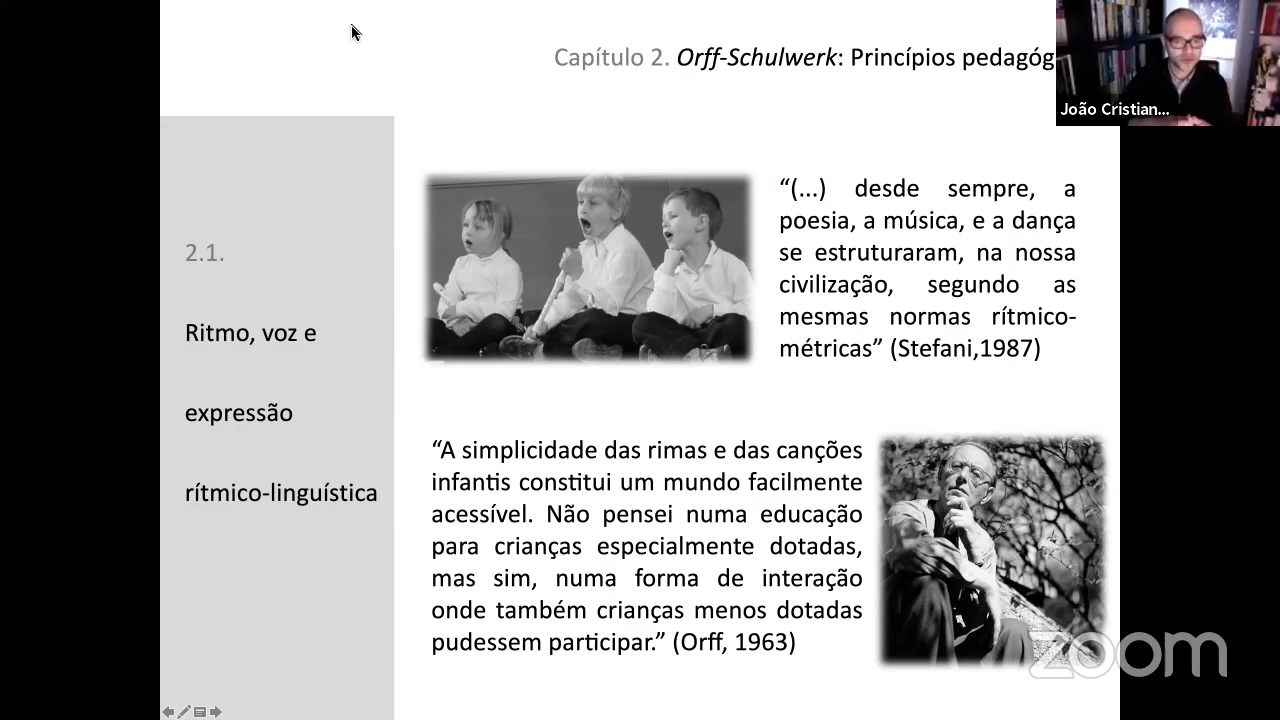 Capítulo 2. Orff-Schulwerk: Princípios pedagóg
João Cristian...
2.1.
Ritmo, voz e
expressão
rítmico-linguística
“(...) desde sempre, a
poesia, a música, e a dança
se estruturaram, na nossa
civilização, segundo as
mesmas normas rítmico-
métricas” (Stefani,1987)
“A simplicidade das rimas e das canções
infantis constitui um mundo facilmente
acessível. Não pensei numa educação
para crianças especialmente dotadas,
mas sim, numa forma de interação
onde também crianças menos dotadas
pudessem participar.” (Orff, 1963)
zoom